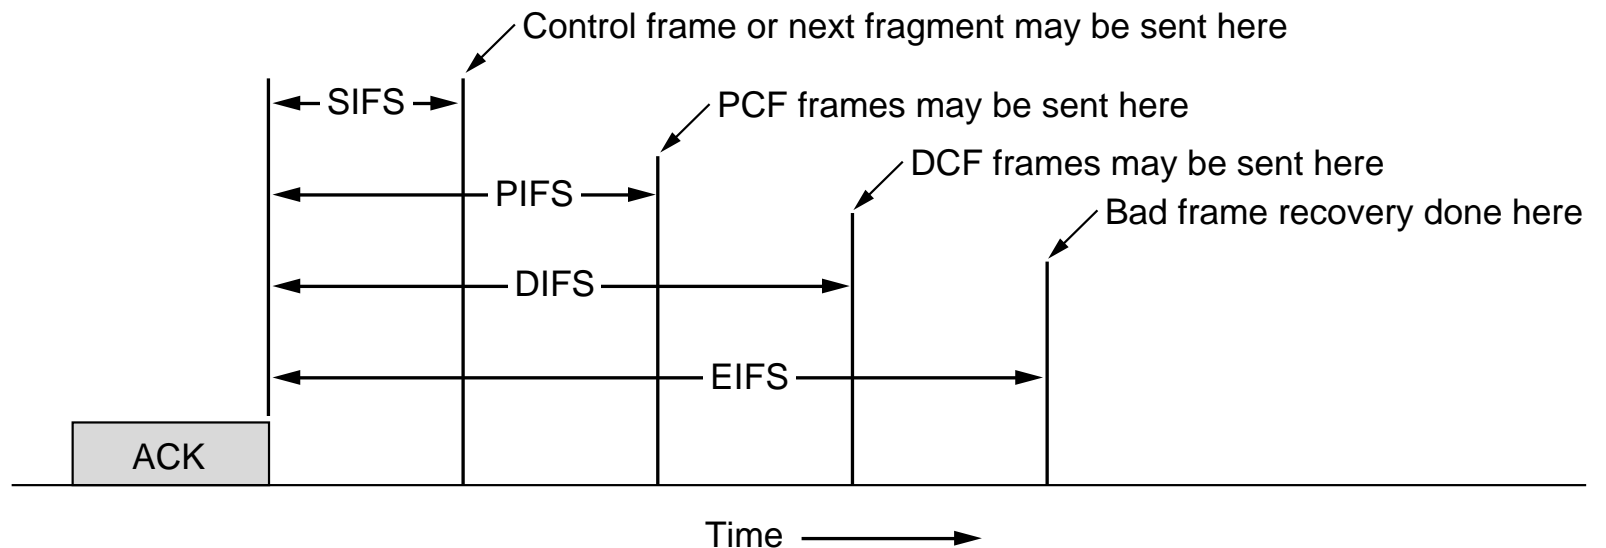 Control frame or next fragment may be sent here
SIFS
PCF frames may be sent here
DCF frames may be sent here
PIFS
Bad frame recovery done here
DIFS
EIFS
ACK
Time